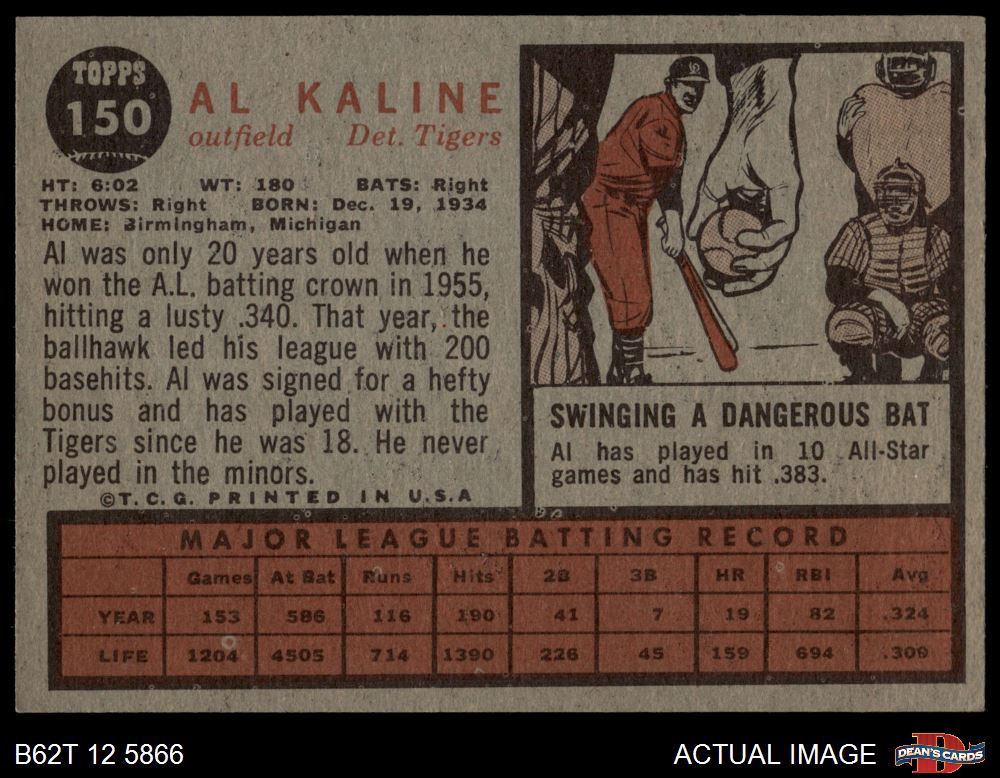 TOPPS
150
AL KALINE
outfield Det. Tigers
HT: 6:02 WT: 180 BATS: Right
THROWS: Right BORN: Dec. 19, 1934
HOME: Birmingham, Michigan
Al was only 20 years old when he
won the A.L. batting crown in 1955,
hitting a lusty .340. That year, the
ballhawk led his league with 200
basehits. Al was signed for a hefty
bonus and has played with the
Tigers since he was 18. He never
played in the minors.
©T.C.G. PRINTED IN U.S.A
SWINGING A DANGEROUS BAT
Al has played in 10 All-Star
games and has hit .383.
MAJOR LEAGUE BATTING RECORD
Games At Bat Runs Hits 2B 3B HR RBI Avg
YEAR 153 586 116 190 41 7 19 82 .324
LIFE 1204 4505 714 1390 226 45 159 694 .309
B62T 12 5866
ACTUAL IMAGE
DEAN'S CARDS